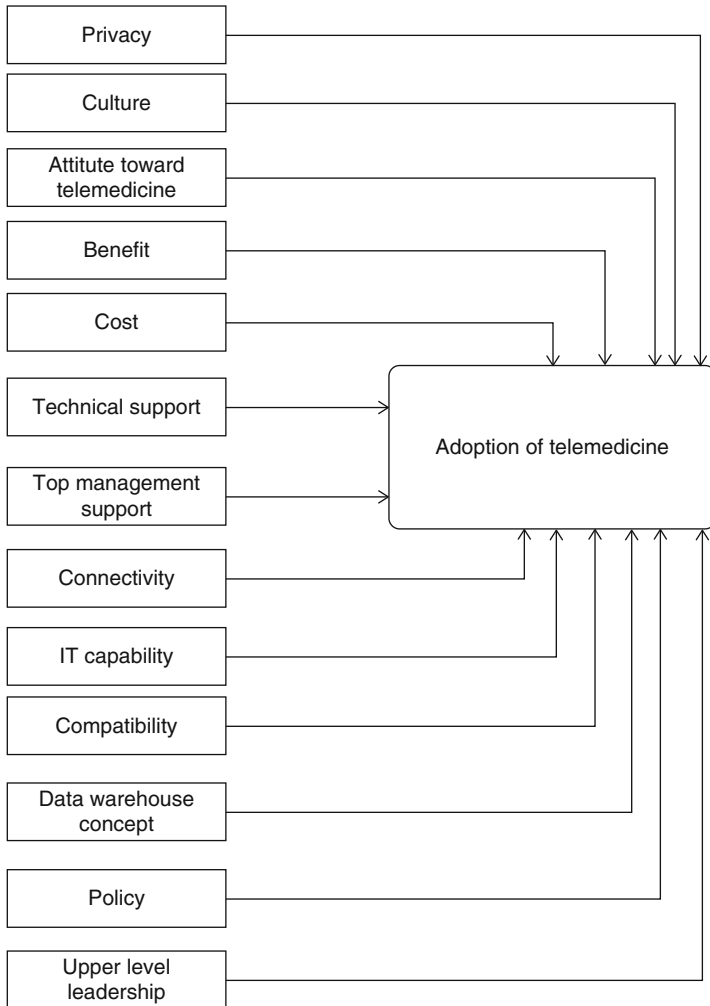 Privacy
Culture
Attitute toward
telemedicine
Benefit
Cost
Technical support
Adoption of telemedicine
Top management
support
Connectivity
IT capability
Compatibility
Data warehouse
concept
Policy
Upper level
leadership